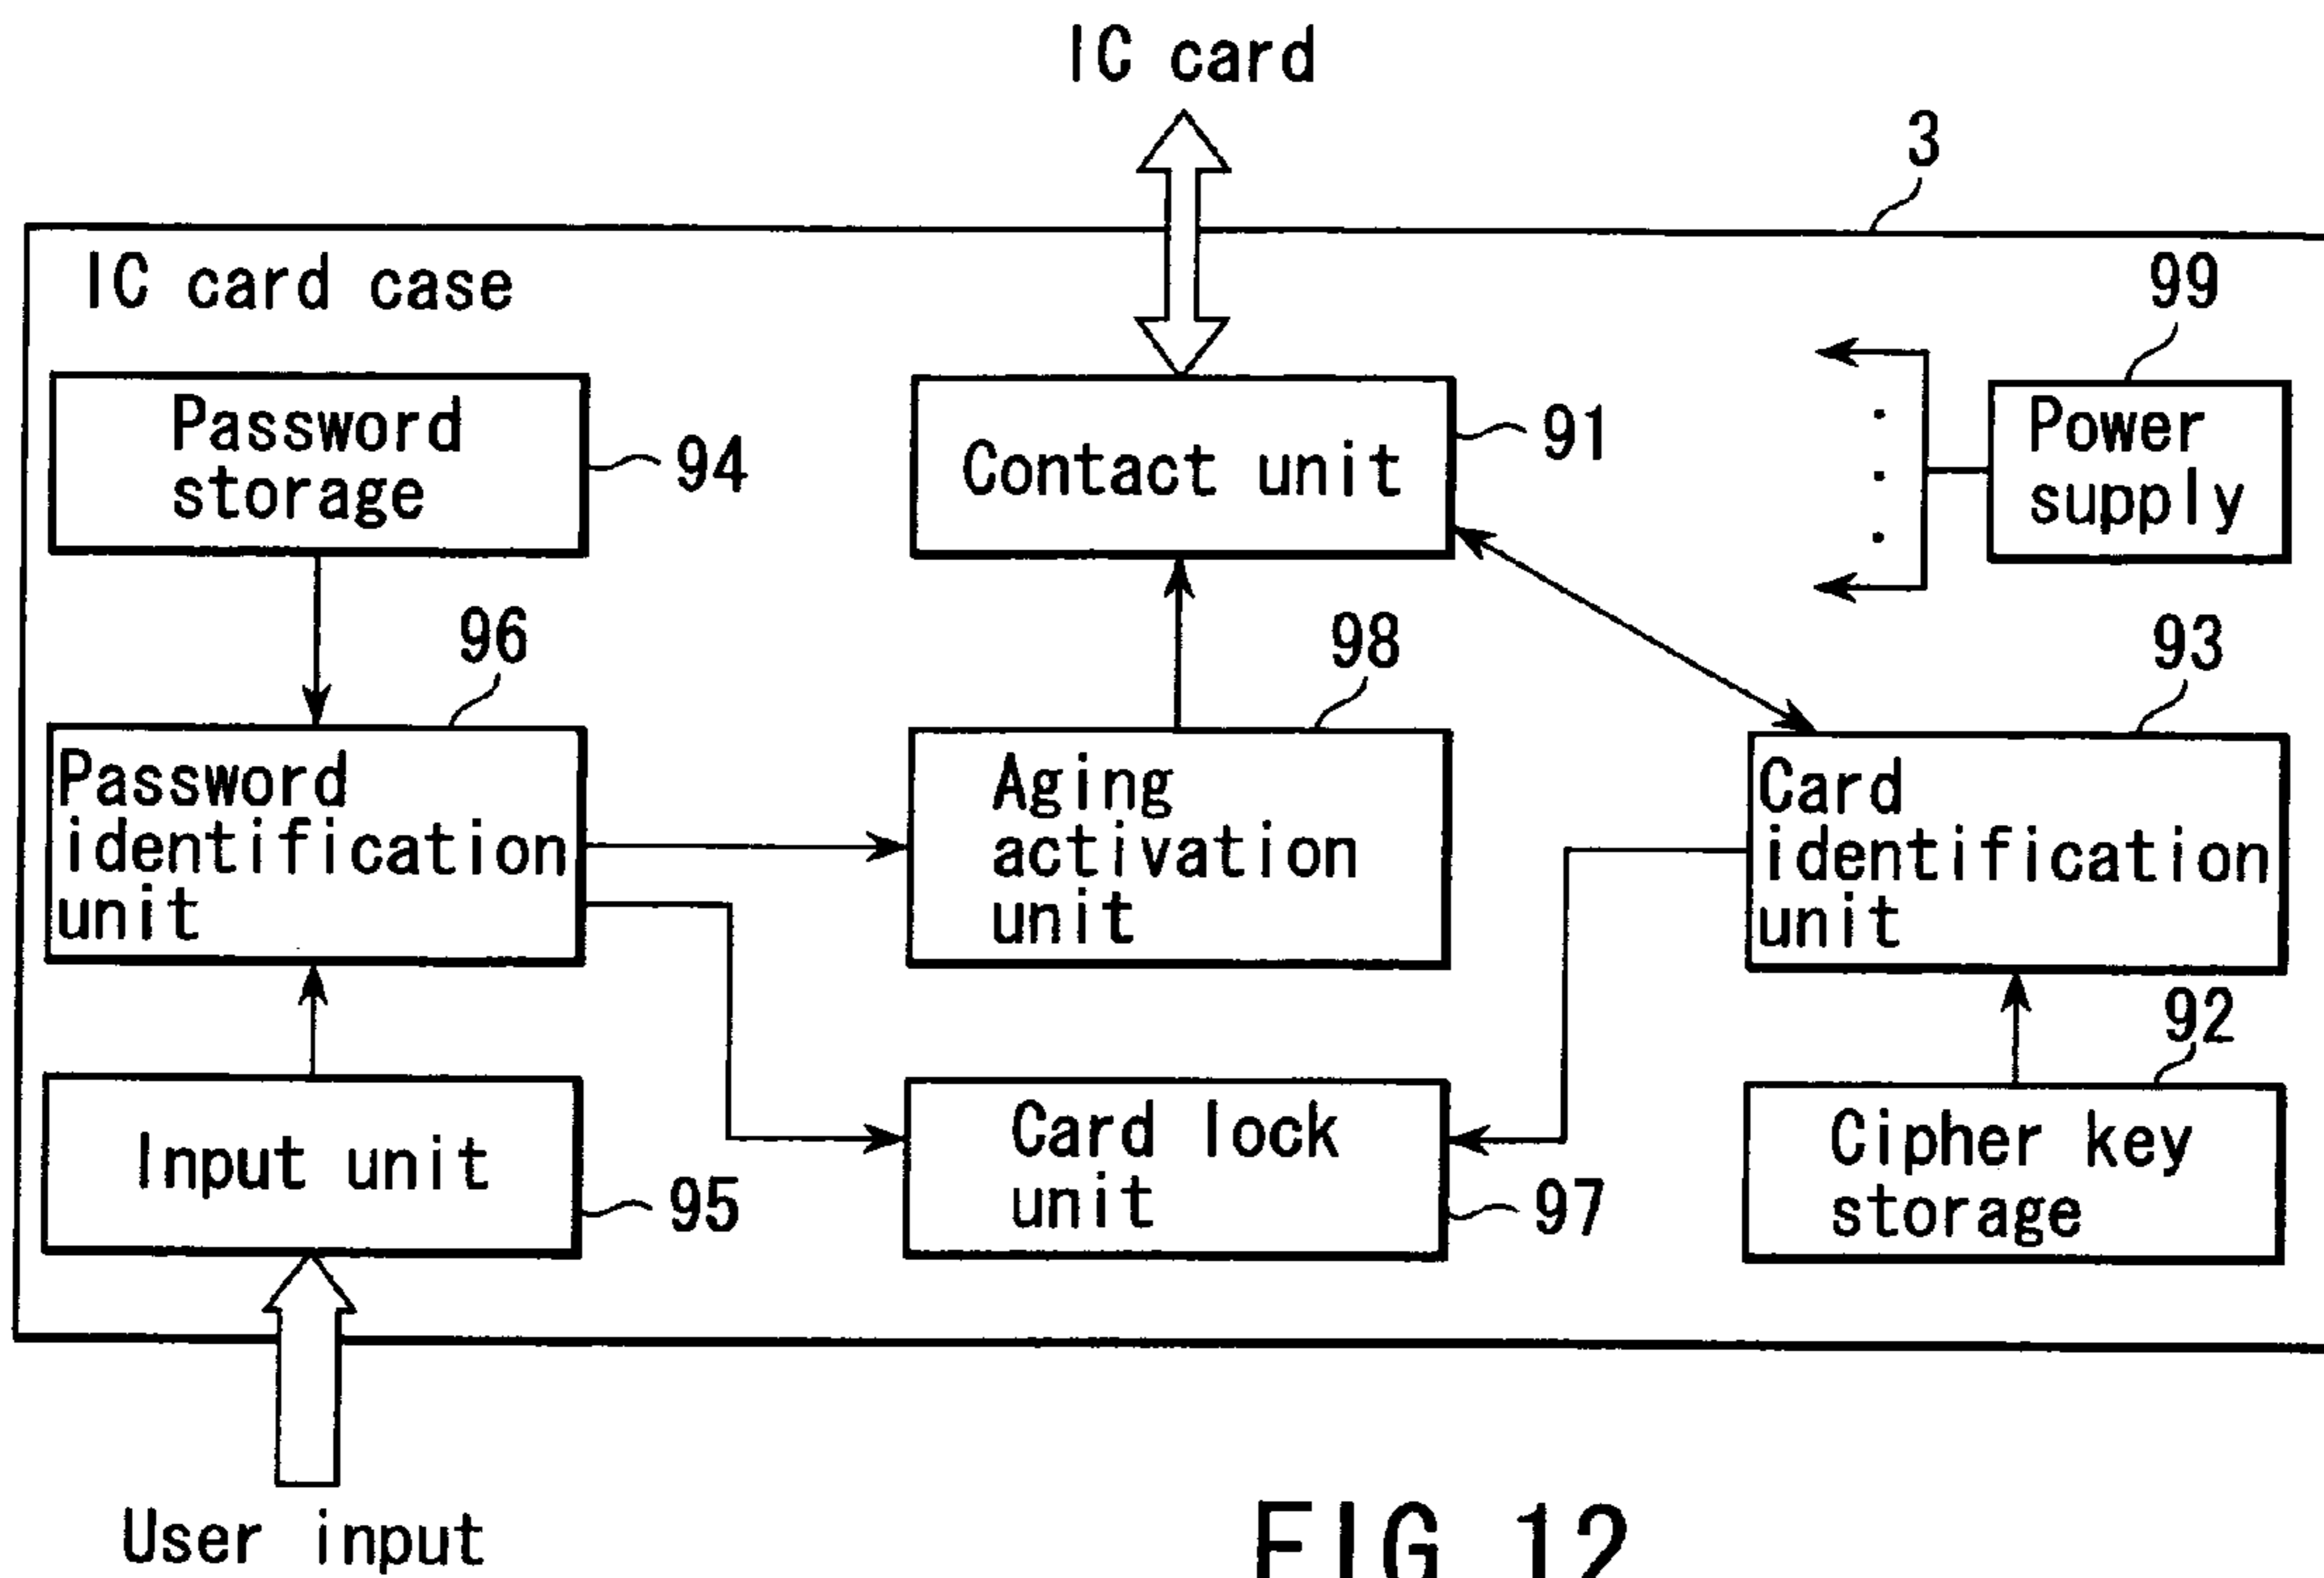 IC card
3
IC card case
99
Password
storage
94
Contact unit
91
Power
supply
96
98
93
Password
identification
unit
Aging
activation
unit
Card
identification
unit
92
Input unit
95
Card lock
unit
97
Cipher key
storage
User input
FIG 12